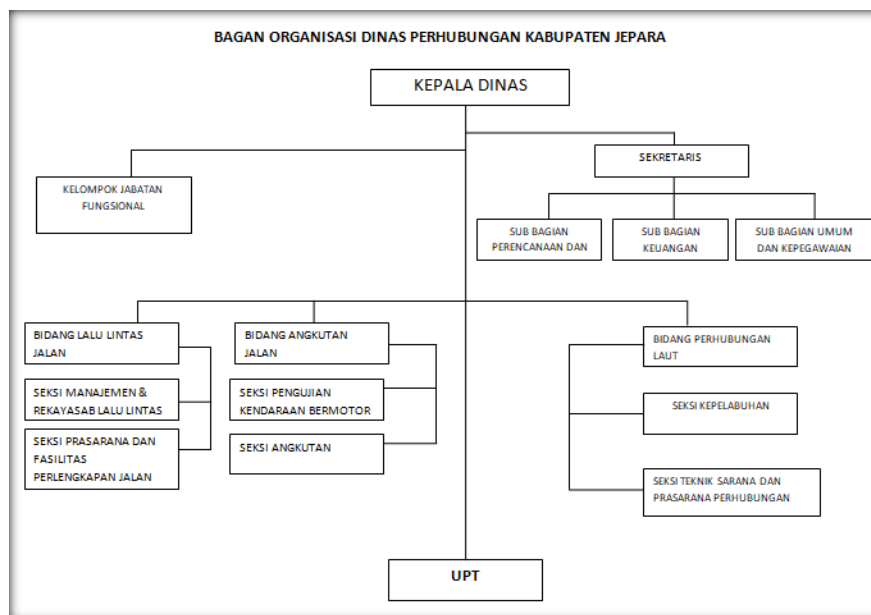 BAGAN ORGANISASI DINAS PERHUBUNGAN KABUPATEN JEPARA
KEPALA DINAS
SEKRETARIS
KELOMPOK JABATAN
FUNGSIONAL
SUB BAGIAN
PERENCANAAN DAN
SUB BAGIAN
KEUANGAN
SUB BAGIAN UMUM
DAN KEPEGAWAIAN
BIDANG LALU LINTAS
JALAN
SEKSI MANAJEMEN &
REKAYASAB LALU LINTAS
SEKSI PRASARANA DAN
FASILITAS
PERLENGKAPAN JALAN
BIDANG ANGKUTAN
JALAN
SEKSI PENGUJIAN
KENDARAAN BERMOTOR
SEKSI ANGKUTAN
BIDANG PERHUBUNGAN
LAUT
SEKSI KEPELABUHAN
SEKSI TEKNIK SARANA DAN
PRASARANA PERHUBUNGAN
UPT